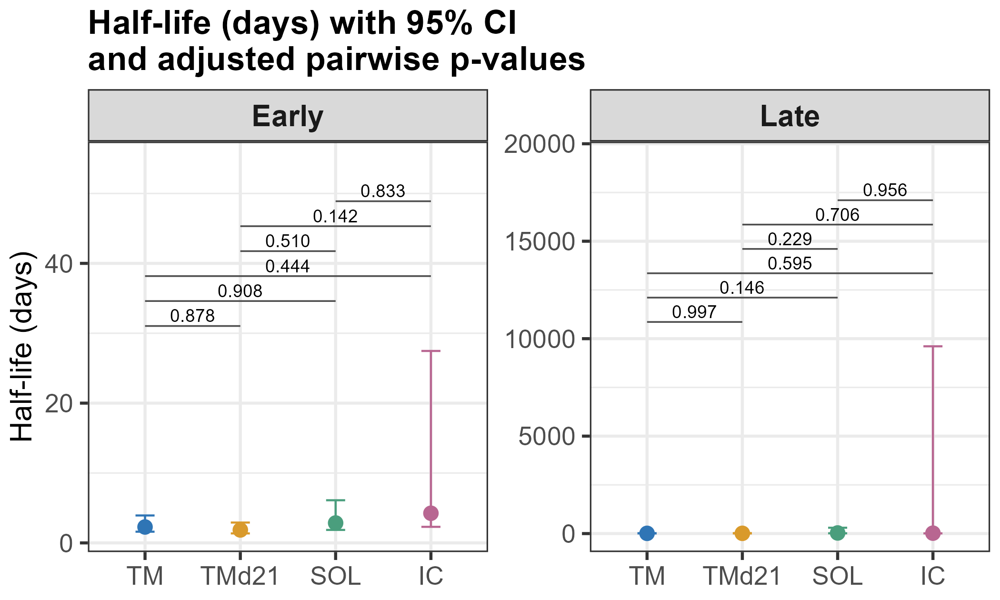 Half-life (days) with 95% CI
and adjusted pairwise p-values
Early
Late
Half-life (days)
40
20
0
0.833
0.142
0.510
0.444
0.908
0.878
TM
TMd21
SOL
IC
20000
15000
10000
5000
0
0.956
0.706
0.229
0.595
0.146
0.997
TM
TMd21
SOL
IC